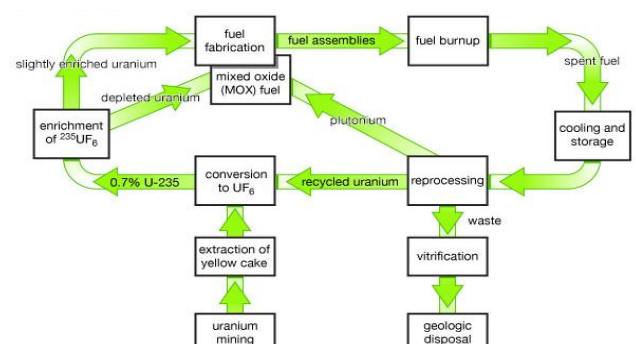 fuel
fabrication
fuel assemblies
fuel burnup
slightly enriched uranium
spent fuel
mixed oxide
(MOX) fuel
depleted uranium
plutonium
enrichment
of ²³⁵UF₆
cooling and
storage
0.7% U-235
conversion
to UF₆
recycled uranium
reprocessing
waste
extraction of
yellow cake
vitrification
uranium
mining
geologic
disposal